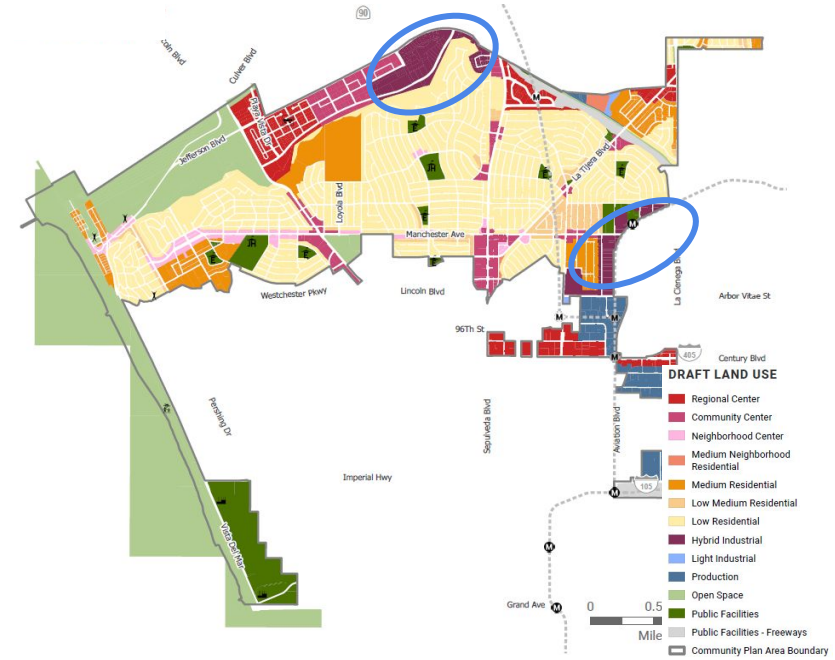 90
Culver Blvd
Playa Vista Dr
Jefferson Blvd
M
La Tijera Blvd
E
JR
E
E
Loyola Blvd
E
M
Manchester Ave
JR
E
E
E
La Cienega Blvd
Westchester Pkwy
Lincoln Blvd
Arbor Vitae St
M
M
96Th St
M
405
Century Blvd
DRAFT LAND USE
Regional Center
Community Center
Neighborhood Center
Medium Neighborhood
Residential
Medium Residential
Low Medium Residential
Low Residential
Hybrid Industrial
Light Industrial
Production
Open Space
Public Facilities
Public Facilities - Freeways
Community Plan Area Boundary
Pershing Dr
Sepulveda Blvd
Aviation Blvd
Imperial Hwy
105
M
Vista Del Mar
M
Grand Ave
M
0
0.5
Mile